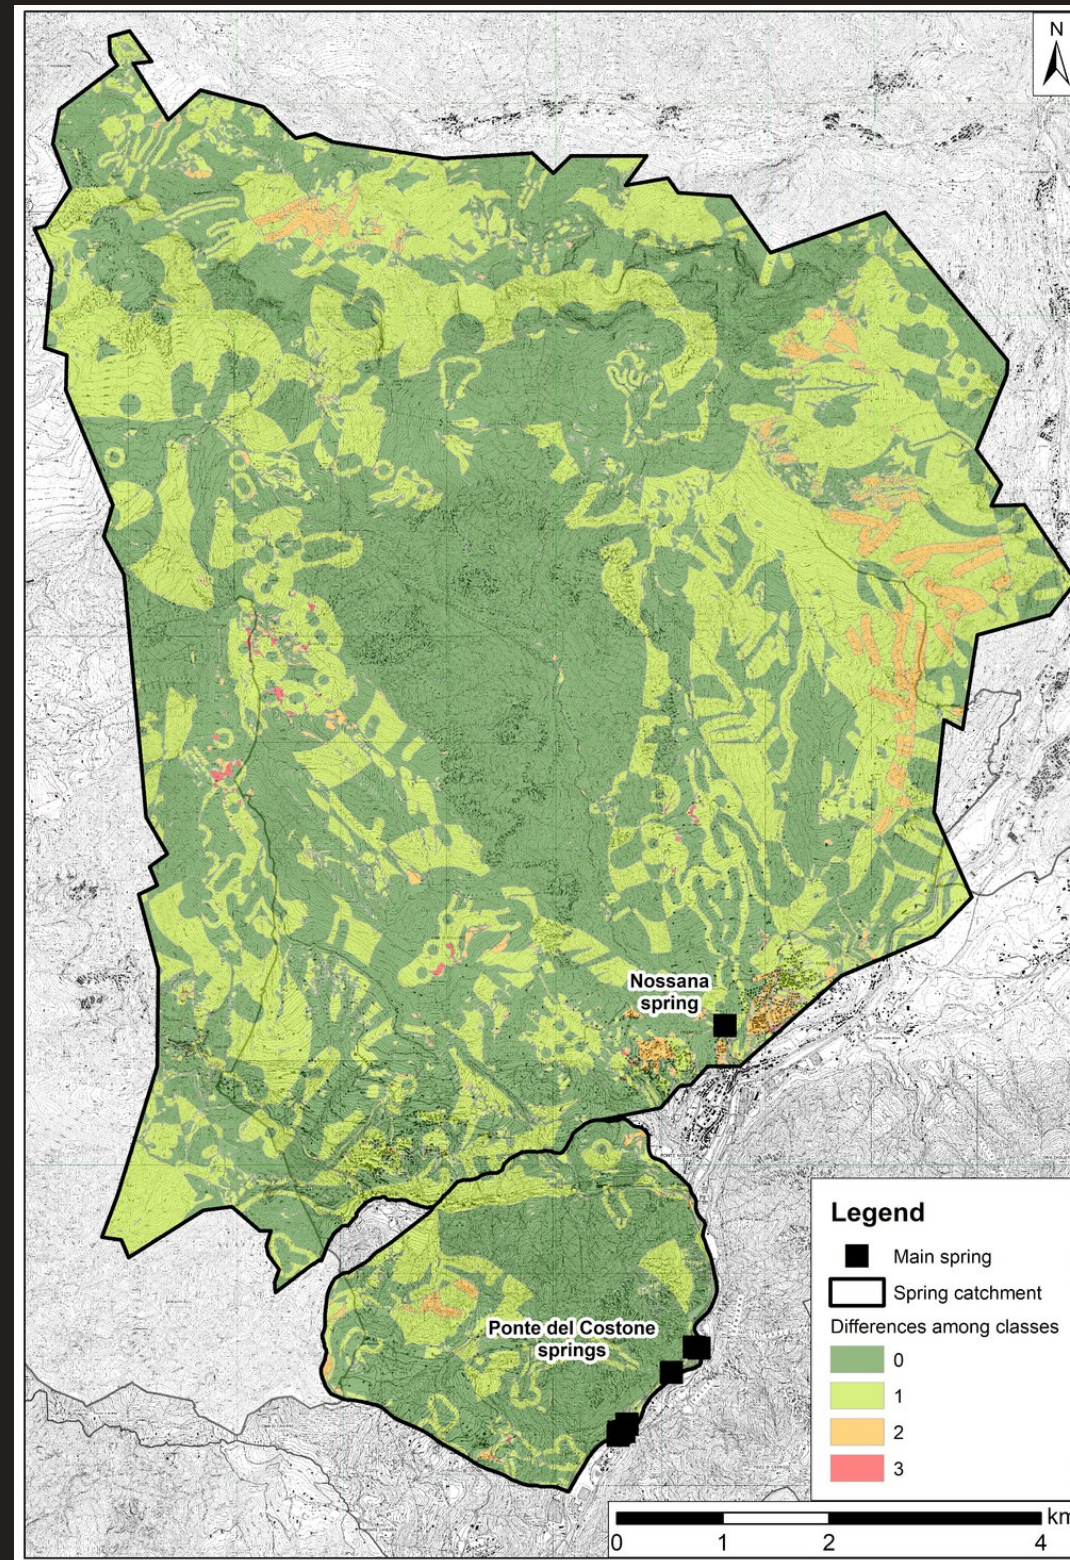 N
Nossana
spring
Ponte del Costone
springs
Legend
Main spring
Spring catchment
Differences among classes
0
1
2
3
km
0
1
2
4